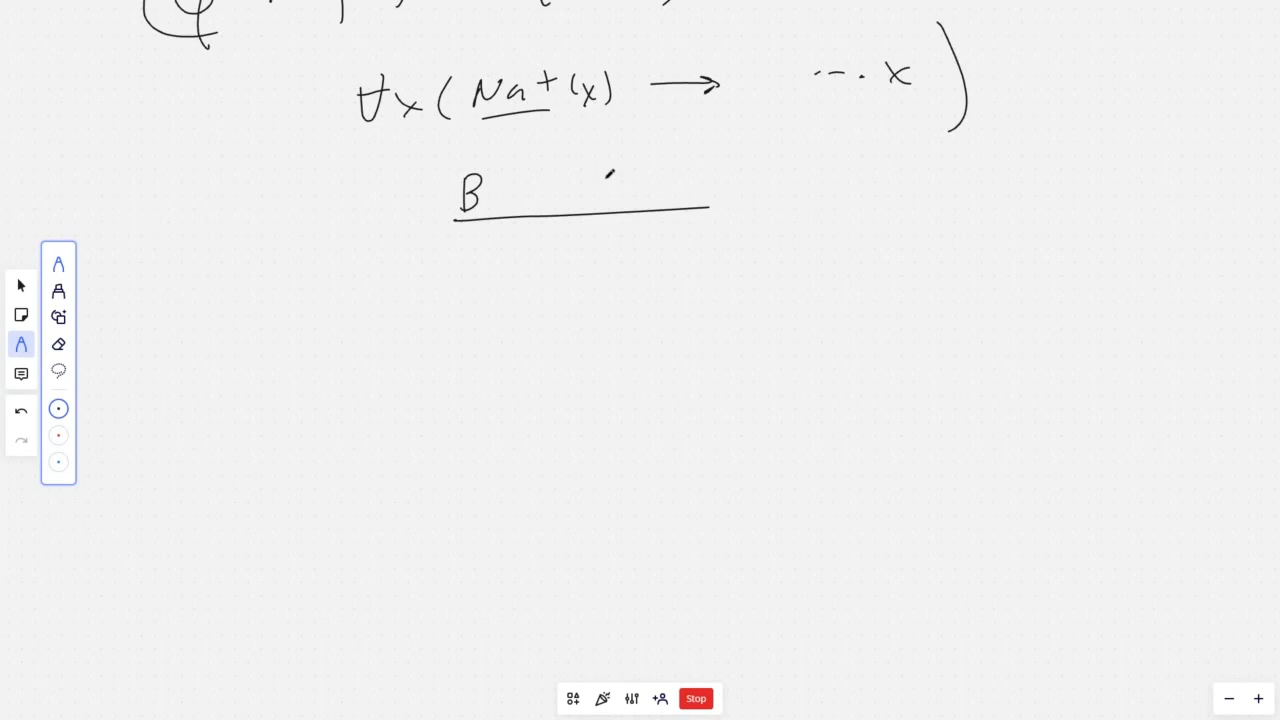 ∀x ( Na+(x) ⟶ ... x )
B
Stop